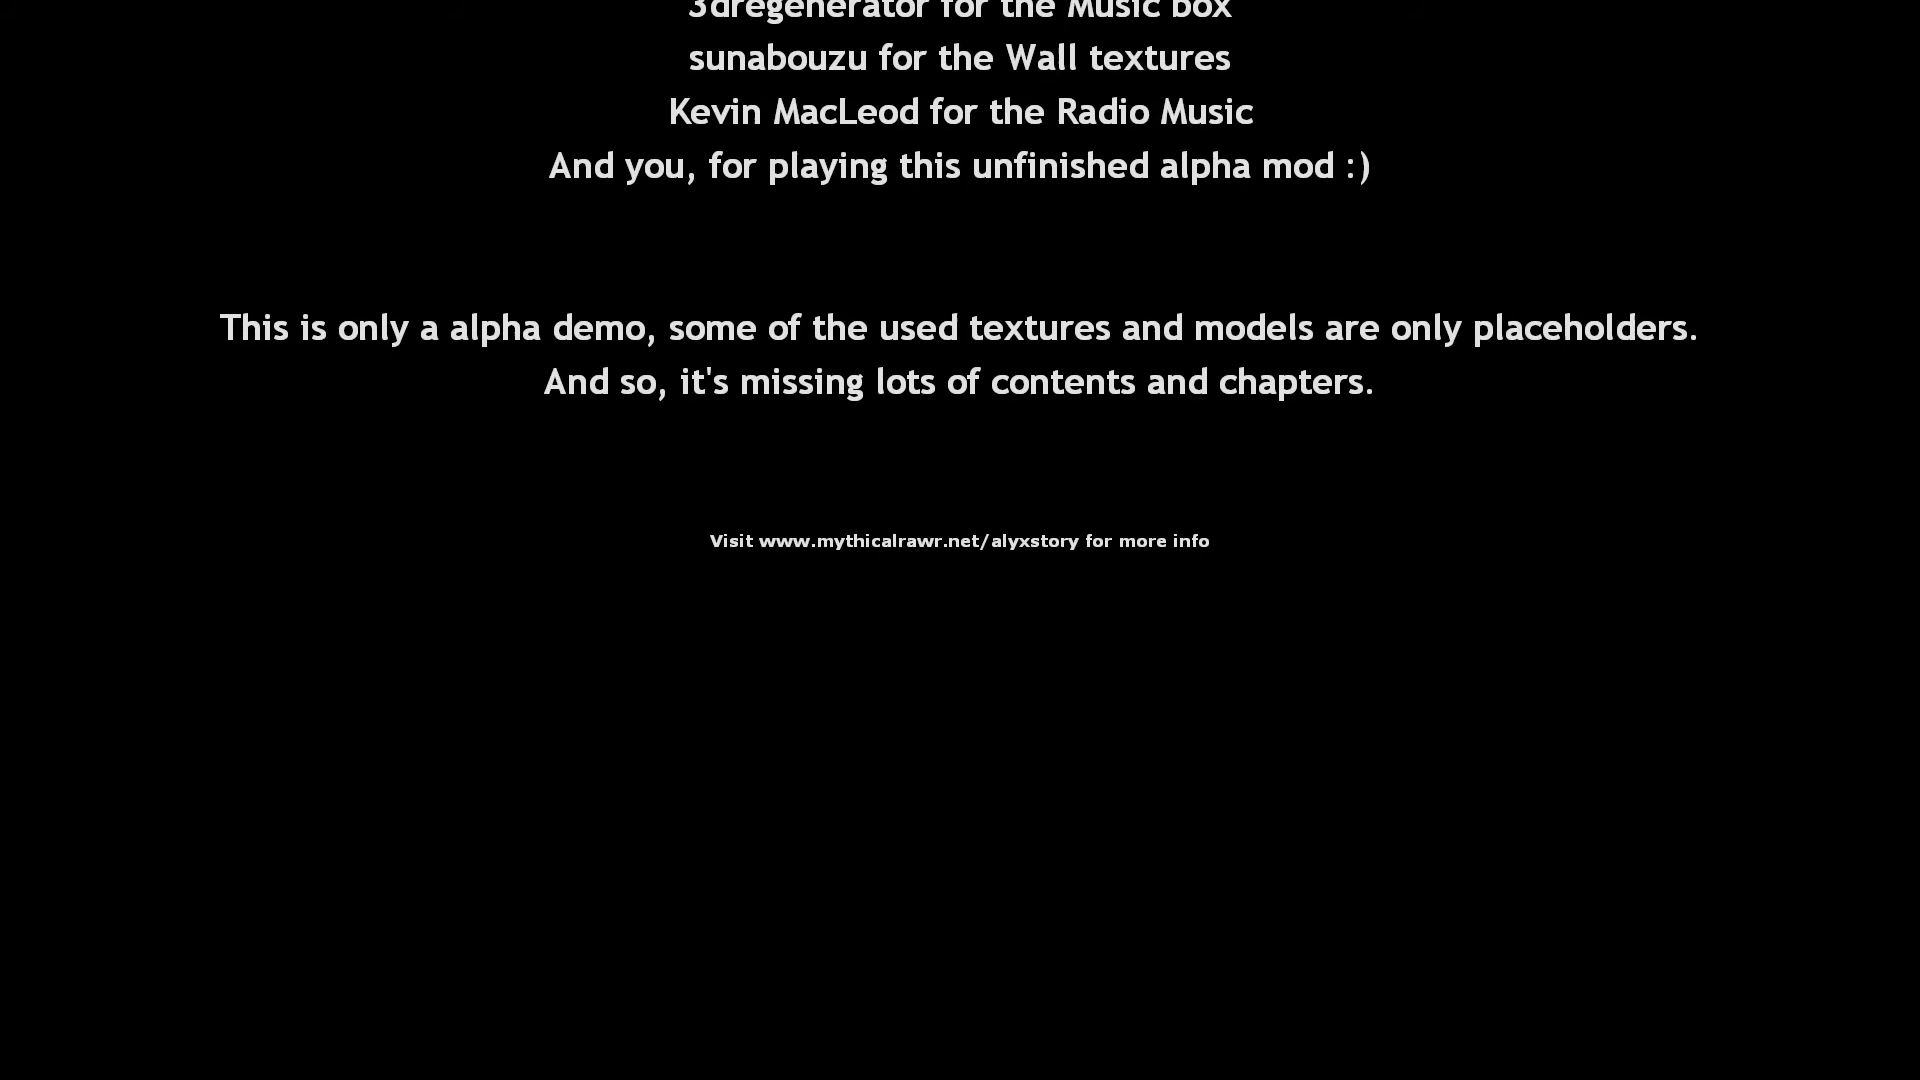 3dregenerator for the Music box
sunabouzu for the Wall textures
Kevin MacLeod for the Radio Music
And you, for playing this unfinished alpha mod :)
This is only a alpha demo, some of the used textures and models are only placeholders.
And so, it's missing lots of contents and chapters.
Visit www.mythicalrawr.net/alyxstory for more info